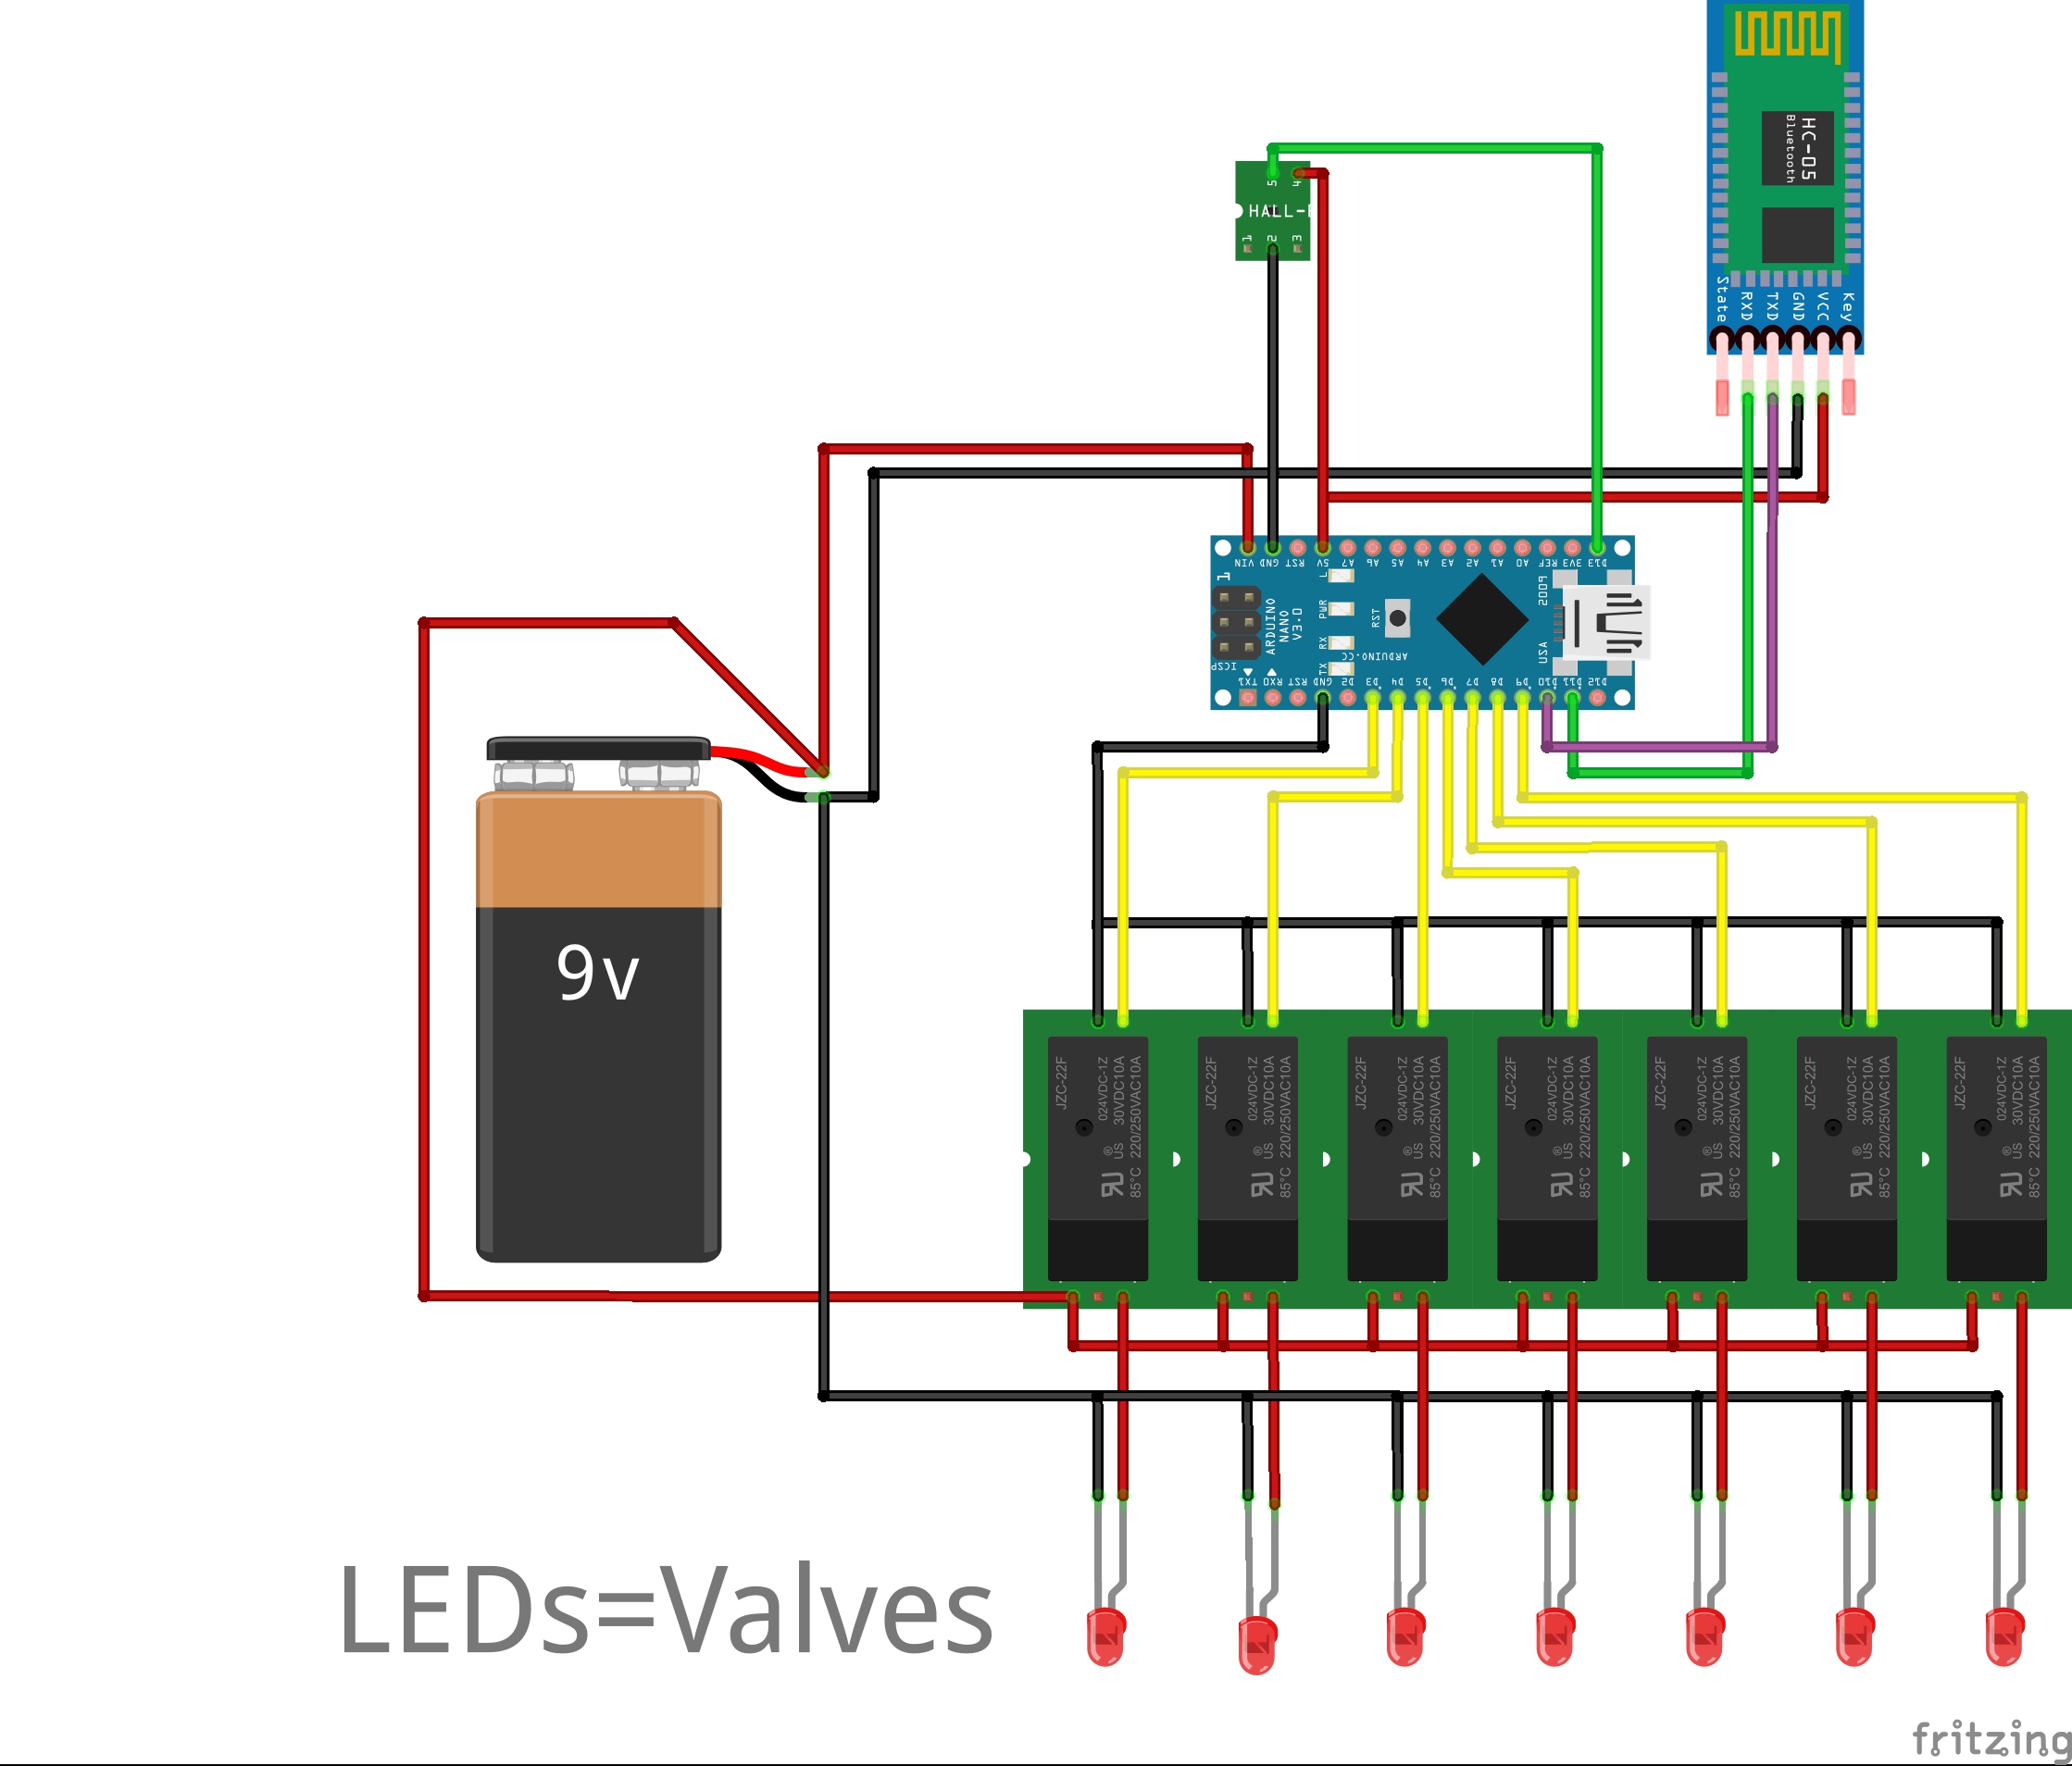 HC-05
Bluetooth
State
RXD
TXD
GND
VCC
Key
5
4
HALL-E
1
2
3
VIN
GND
RST
5V
A7
A6
A5
A4
A3
A2
A1
A0
REF
3V3
D13
1
L
PWR
RX
TX
ARDUINO
NANO
V3.0
RST
ARDUINO.CC
USA
ICSP
TX1
RX0
RST
GND
D2
D3
D4
D5
D6
D7
D8
D9
D10
D11
D12
9v
JZC-22F
024VDC-1Z
US 30VDC10A
85°C 220/250VAC10A
JZC-22F
024VDC-1Z
US 30VDC10A
85°C 220/250VAC10A
JZC-22F
024VDC-1Z
US 30VDC10A
85°C 220/250VAC10A
JZC-22F
024VDC-1Z
US 30VDC10A
85°C 220/250VAC10A
JZC-22F
024VDC-1Z
US 30VDC10A
85°C 220/250VAC10A
JZC-22F
024VDC-1Z
US 30VDC10A
85°C 220/250VAC10A
JZC-22F
024VDC-1Z
US 30VDC10A
85°C 220/250VAC10A
LEDs=Valves
fritzing